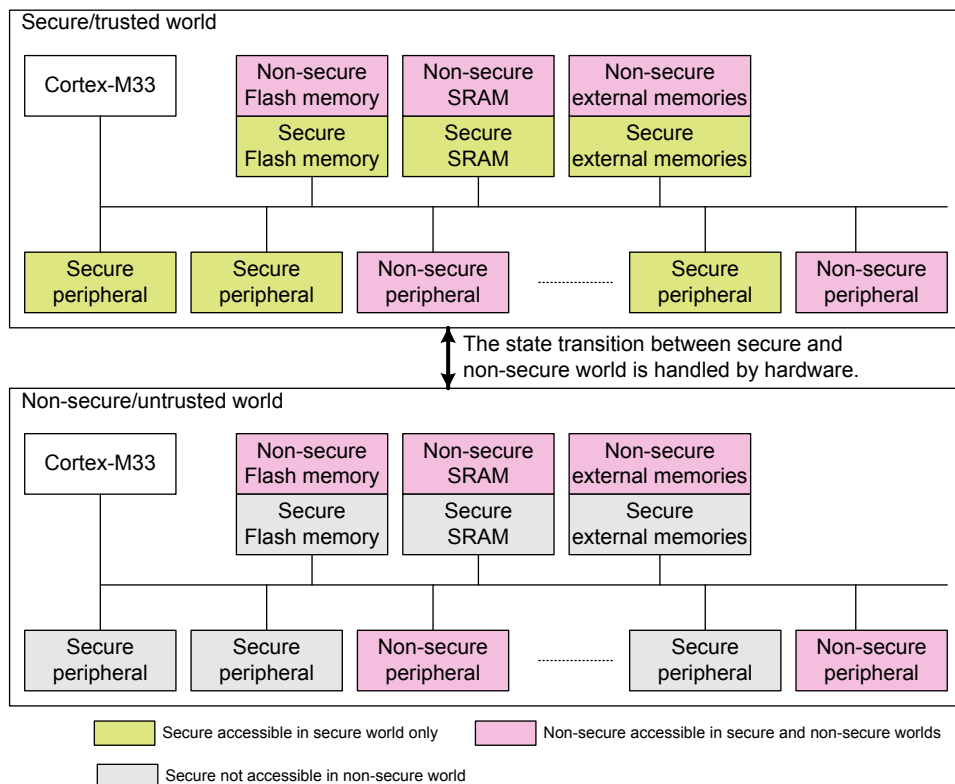 Secure/trusted world
Cortex-M33
Non-secure
Flash memory
Secure
Flash memory
Non-secure
SRAM
Secure
SRAM
Non-secure
external memories
Secure
external memories
Secure
peripheral
Secure
peripheral
Non-secure
peripheral
Secure
peripheral
Non-secure
peripheral
The state transition between secure and
non-secure world is handled by hardware.
Non-secure/untrusted world
Cortex-M33
Non-secure
Flash memory
Secure
Flash memory
Non-secure
SRAM
Secure
SRAM
Non-secure
external memories
Secure
external memories
Secure
peripheral
Secure
peripheral
Non-secure
peripheral
Secure
peripheral
Non-secure
peripheral
Secure accessible in secure world only
Non-secure accessible in secure and non-secure worlds
Secure not accessible in non-secure world